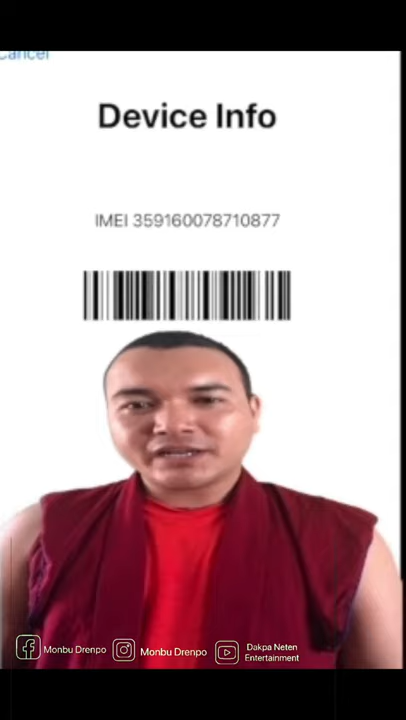 Cancel
Device Info
IMEI 359160078710877
Monbu Drenpo
Monbu Drenpo
Dakpa Neten
Entertainment